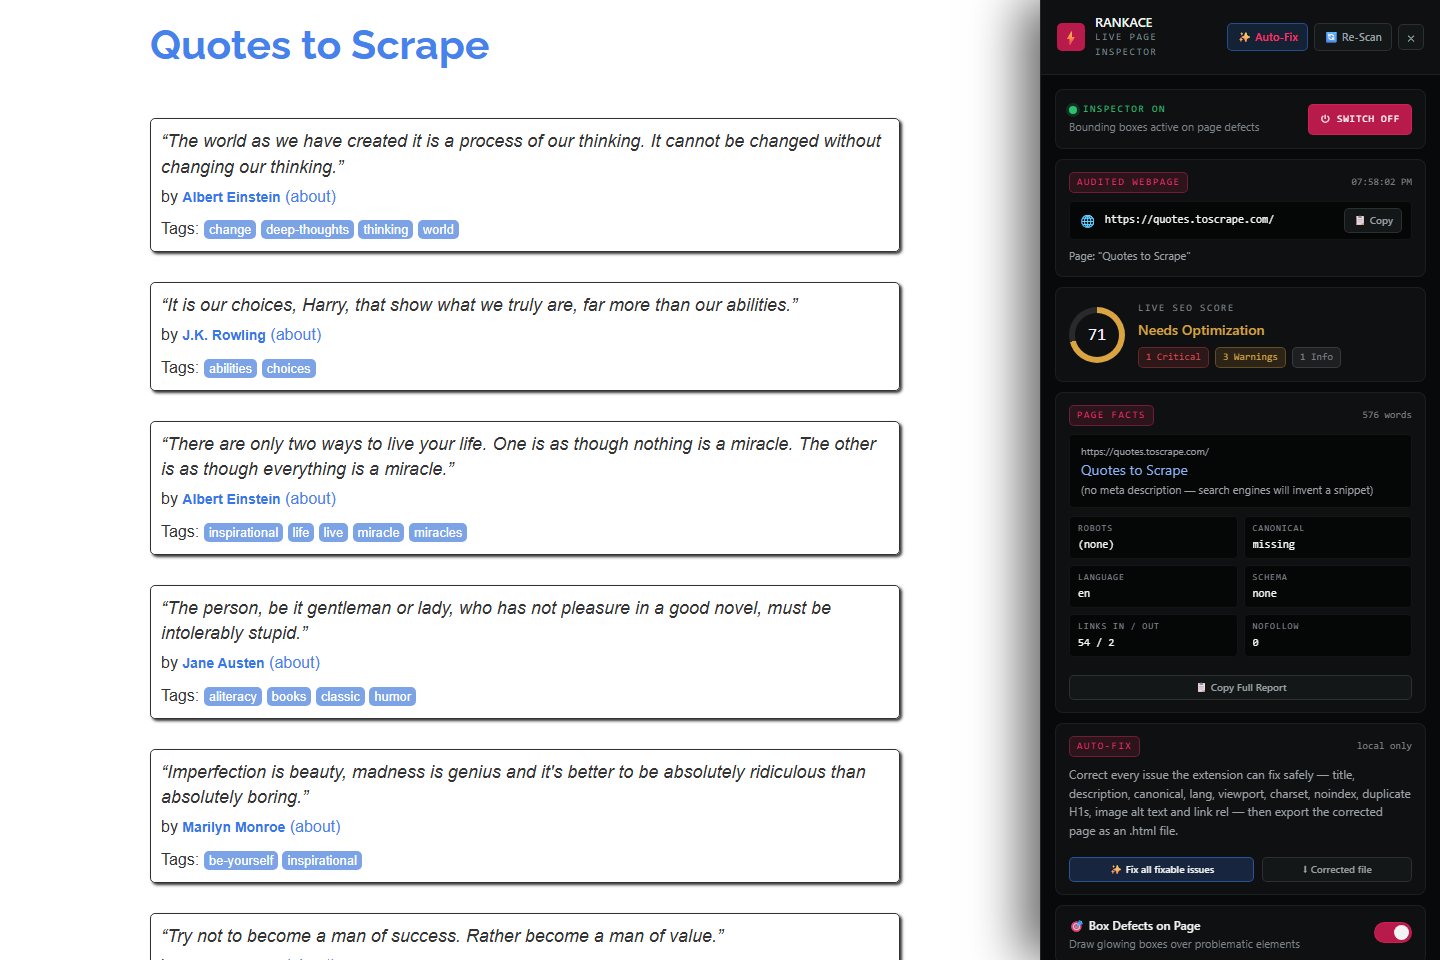 Quotes to Scrape
“The world as we have created it is a process of our thinking. It cannot be changed without
changing our thinking.”
by Albert Einstein (about)
Tags: change deep-thoughts thinking world
“It is our choices, Harry, that show what we truly are, far more than our abilities.”
by J.K. Rowling (about)
Tags: abilities choices
“There are only two ways to live your life. One is as though nothing is a miracle. The other
is as though everything is a miracle.”
by Albert Einstein (about)
Tags: inspirational life live miracle miracles
“The person, be it gentleman or lady, who has not pleasure in a good novel, must be
intolerably stupid.”
by Jane Austen (about)
Tags: aliteracy books classic humor
“Imperfection is beauty, madness is genius and it's better to be absolutely ridiculous than
absolutely boring.”
by Marilyn Monroe (about)
Tags: be-yourself inspirational
“Try not to become a man of success. Rather become a man of value.”
RANKACE
LIVE PAGE
INSPECTOR
Auto-Fix
Re-Scan
×
INSPECTOR ON
Bounding boxes active on page defects
SWITCH OFF
AUDITED WEBPAGE
07:58:02 PM
https://quotes.toscrape.com/
Copy
Page: "Quotes to Scrape"
71
LIVE SEO SCORE
Needs Optimization
1 Critical
3 Warnings
1 Info
PAGE FACTS
576 words
https://quotes.toscrape.com/
Quotes to Scrape
(no meta description — search engines will invent a snippet)
ROBOTS
(none)
CANONICAL
missing
LANGUAGE
en
SCHEMA
none
LINKS IN / OUT
54 / 2
NOFOLLOW
0
Copy Full Report
AUTO-FIX
local only
Correct every issue the extension can fix safely — title,
description, canonical, lang, viewport, charset, noindex, duplicate
H1s, image alt text and link rel — then export the corrected
page as an .html file.
Fix all fixable issues
⬇ Corrected file
Box Defects on Page
Draw glowing boxes over problematic elements